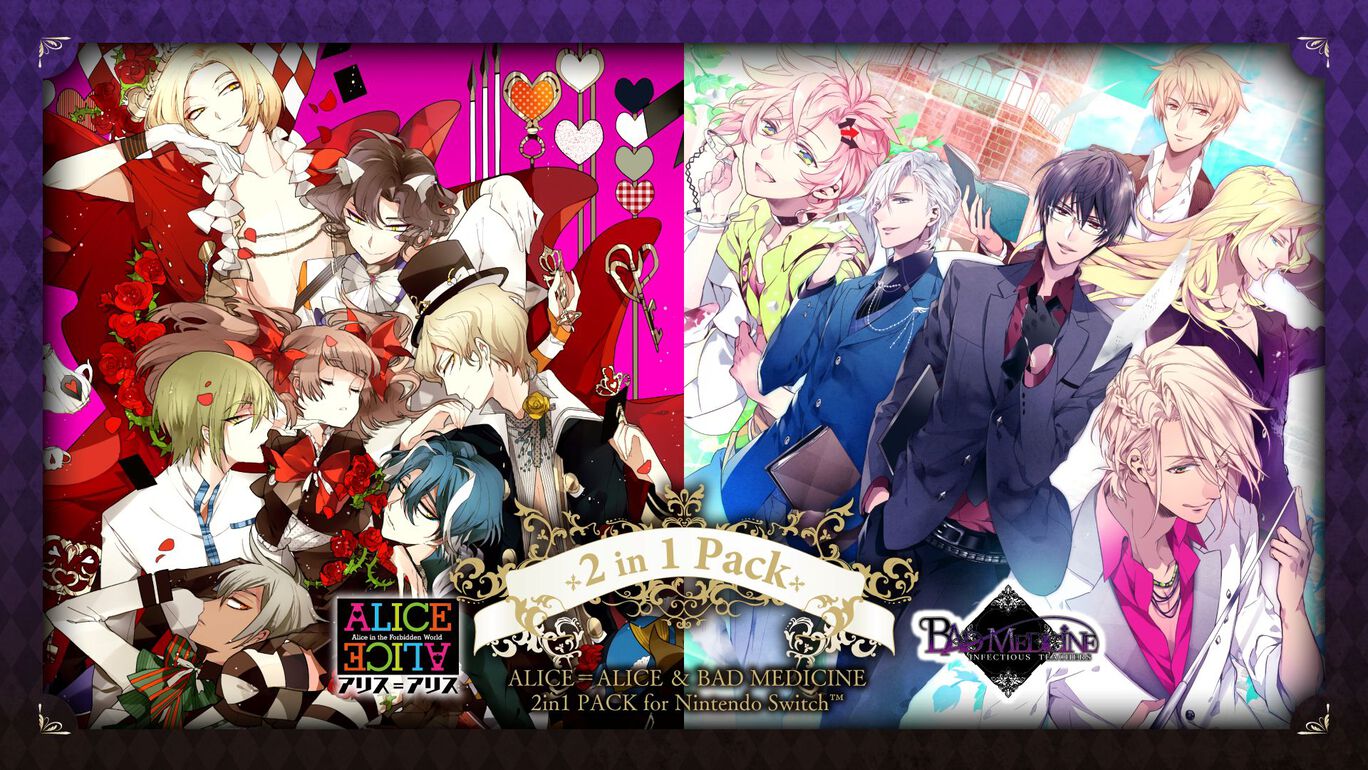 2 in 1 Pack
ALICE
Alice in the Forbidden World
ALICE
アリス=アリス
BAD MEDICINE
INFECTIOUS TEACHERS
ALICE=ALICE & BAD MEDICINE
2in1 PACK for Nintendo Switch™